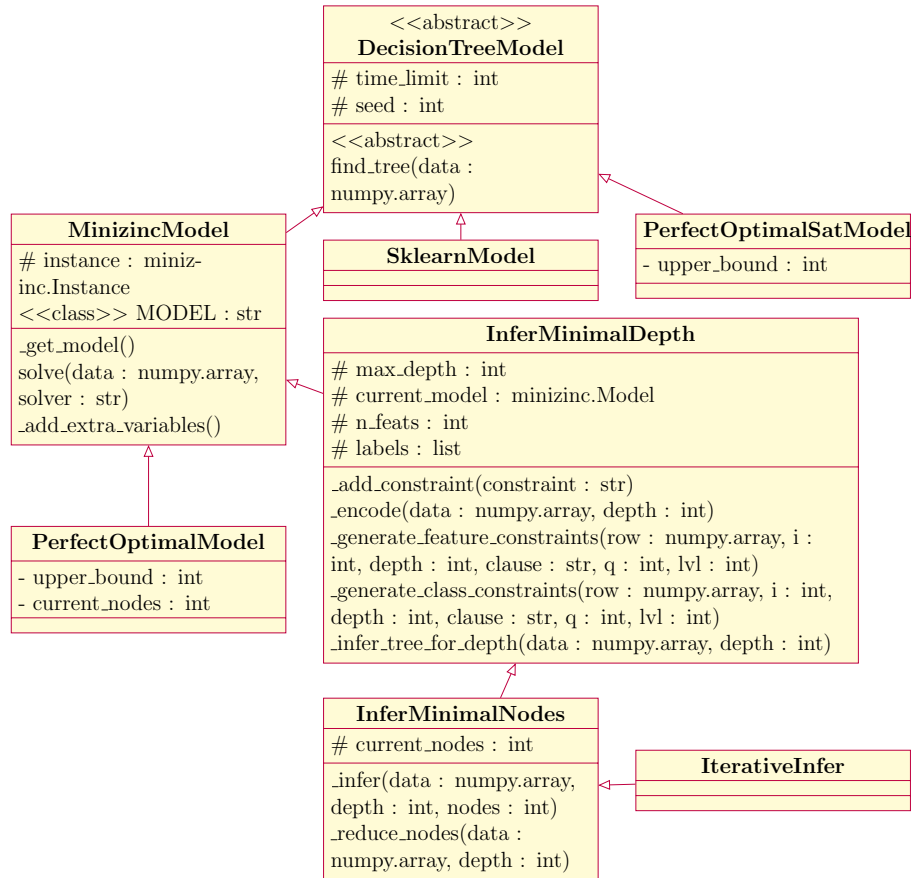 <<abstract>>
DecisionTreeModel
# time_limit : int
# seed : int
<<abstract>>
find_tree(data :
numpy.array)
MinizincModel
# instance : miniz-
inc.Instance
<<class>> MODEL : str
_get_model()
solve(data : numpy.array,
solver : str)
_add_extra_variables()
SklearnModel
PerfectOptimalSatModel
- upper_bound : int
InferMinimalDepth
# max_depth : int
# current_model : minizinc.Model
# n_feats : int
# labels : list
_add_constraint(constraint : str)
_encode(data : numpy.array, depth : int)
_generate_feature_constraints(row : numpy.array, i :
int, depth : int, clause : str, q : int, lvl : int)
_generate_class_constraints(row : numpy.array, i : int,
depth : int, clause : str, q : int, lvl : int)
_infer_tree_for_depth(data : numpy.array, depth : int)
PerfectOptimalModel
- upper_bound : int
- current_nodes : int
InferMinimalNodes
# current_nodes : int
_infer(data : numpy.array,
depth : int, nodes : int)
_reduce_nodes(data :
numpy.array, depth : int)
IterativeInfer